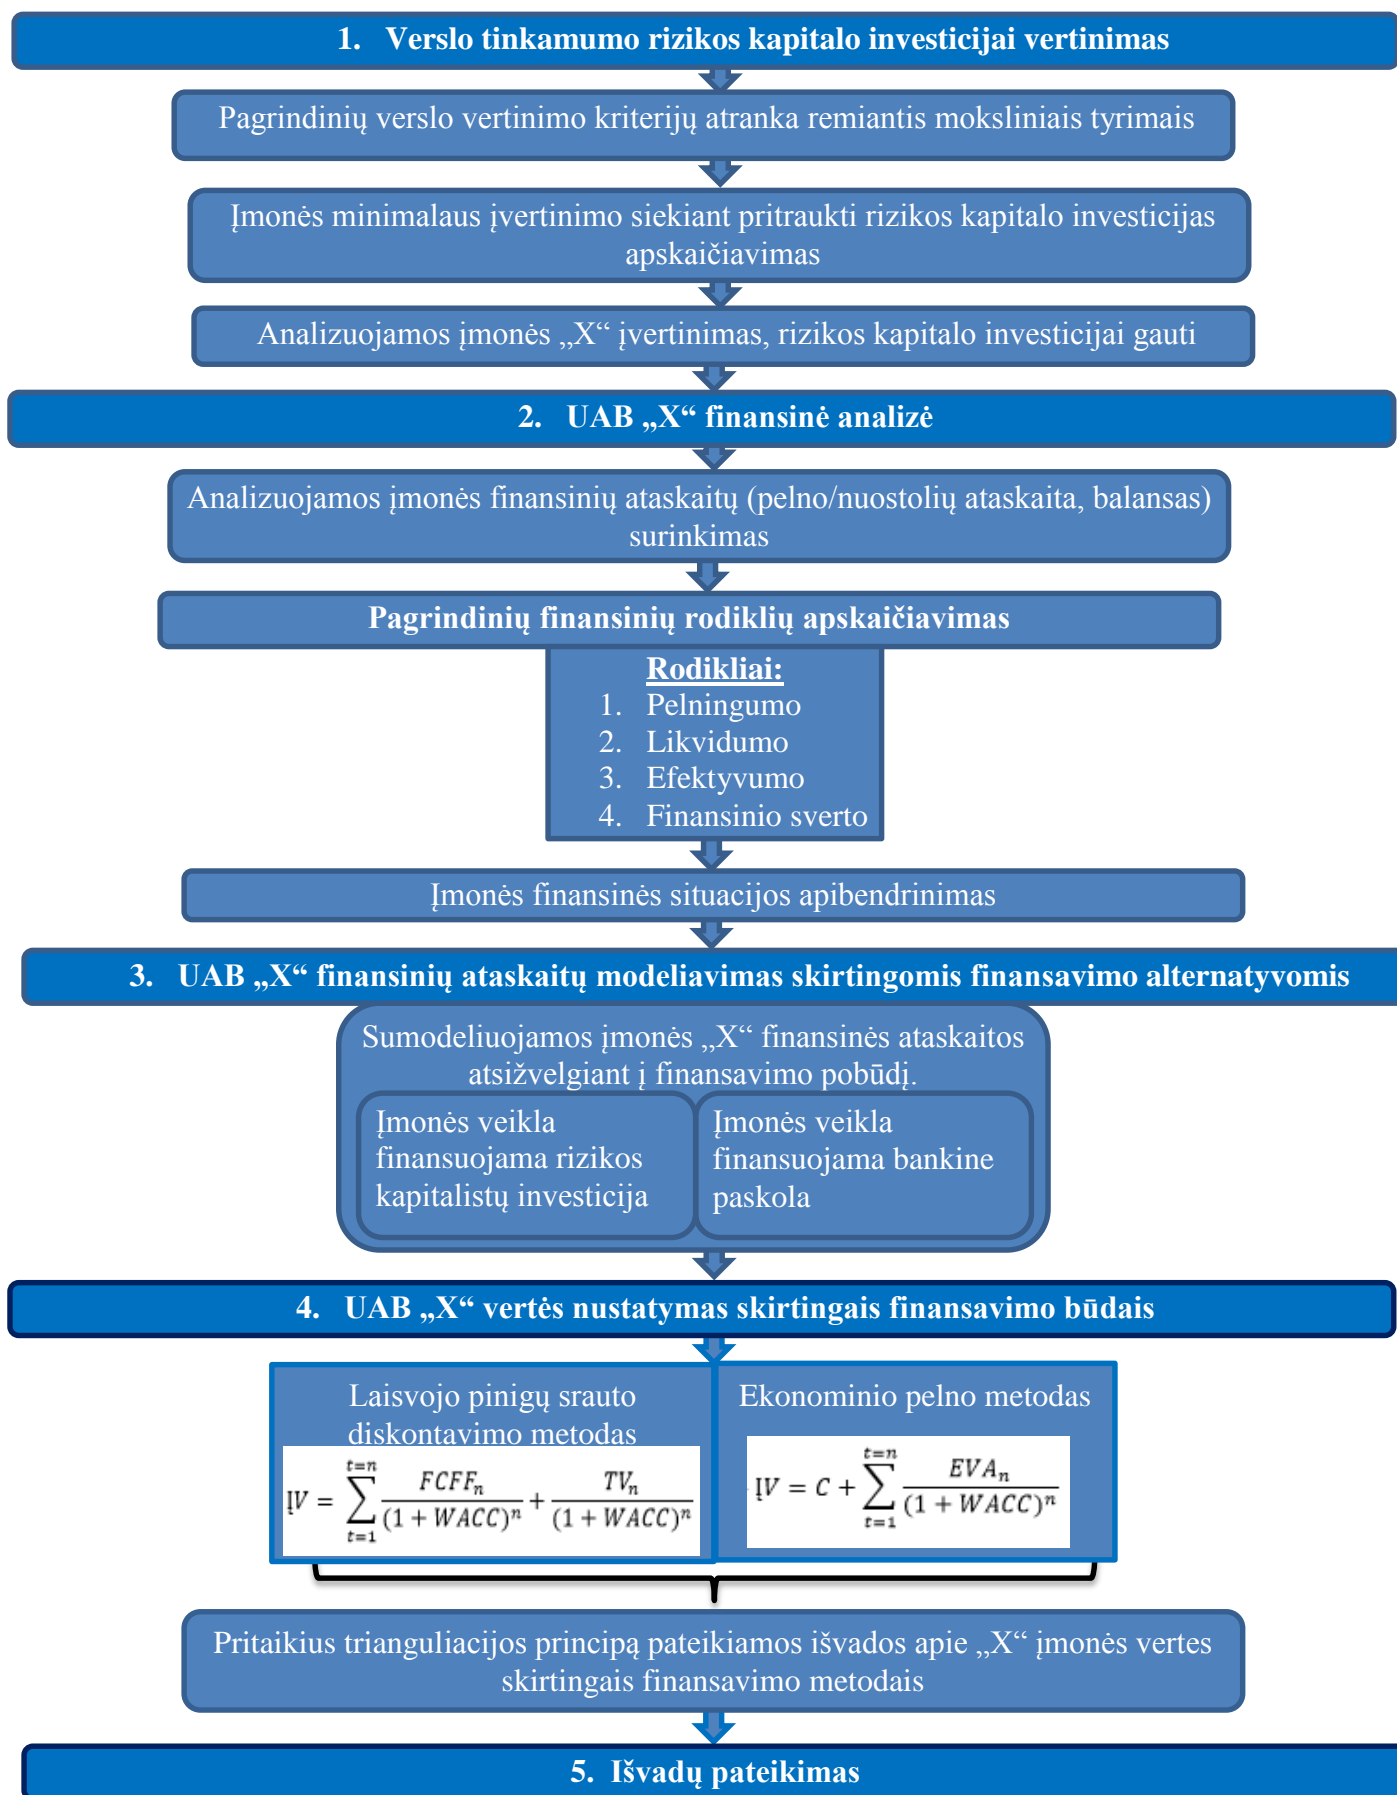 1. Verslo tinkamumo rizikos kapitalo investicijai vertinimas
Pagrindinių verslo vertinimo kriterijų atranka remiantis moksliniais tyrimais
Įmonės minimalaus įvertinimo siekiant pritraukti rizikos kapitalo investicijas
apskaičiavimas
Analizuojamos įmonės „X“ įvertinimas, rizikos kapitalo investicijai gauti
2. UAB „X“ finansinė analizė
Analizuojamos įmonės finansinių ataskaitų (pelno/nuostolių ataskaita, balansas)
surinkimas
Pagrindinių finansinių rodiklių apskaičiavimas
Rodikliai:
1. Pelningumo
2. Likvidumo
3. Efektyvumo
4. Finansinio sverto
Įmonės finansinės situacijos apibendrinimas
3. UAB „X“ finansinių ataskaitų modeliavimas skirtingomis finansavimo alternatyvomis
Sumodeliuojamos įmonės „X“ finansinės ataskaitos
atsižvelgiant į finansavimo pobūdį.
Įmonės veikla
finansuojama rizikos
kapitalistų investicija
Įmonės veikla
finansuojama bankine
paskola
4. UAB „X“ vertės nustatymas skirtingais finansavimo būdais
Laisvojo pinigų srauto
diskontavimo metodas
ĮV = \sum_{t=1}^{t=n} \frac{FCFF_n}{(1 + WACC)^n} + \frac{TV_n}{(1 + WACC)^n}
Ekonominio pelno metodas
ĮV = C + \sum_{t=1}^{t=n} \frac{EVA_n}{(1 + WACC)^n}
Pritaikius trianguliacijos principą pateikiamos išvados apie „X“ įmonės vertes
skirtingais finansavimo metodais
5. Išvadų pateikimas